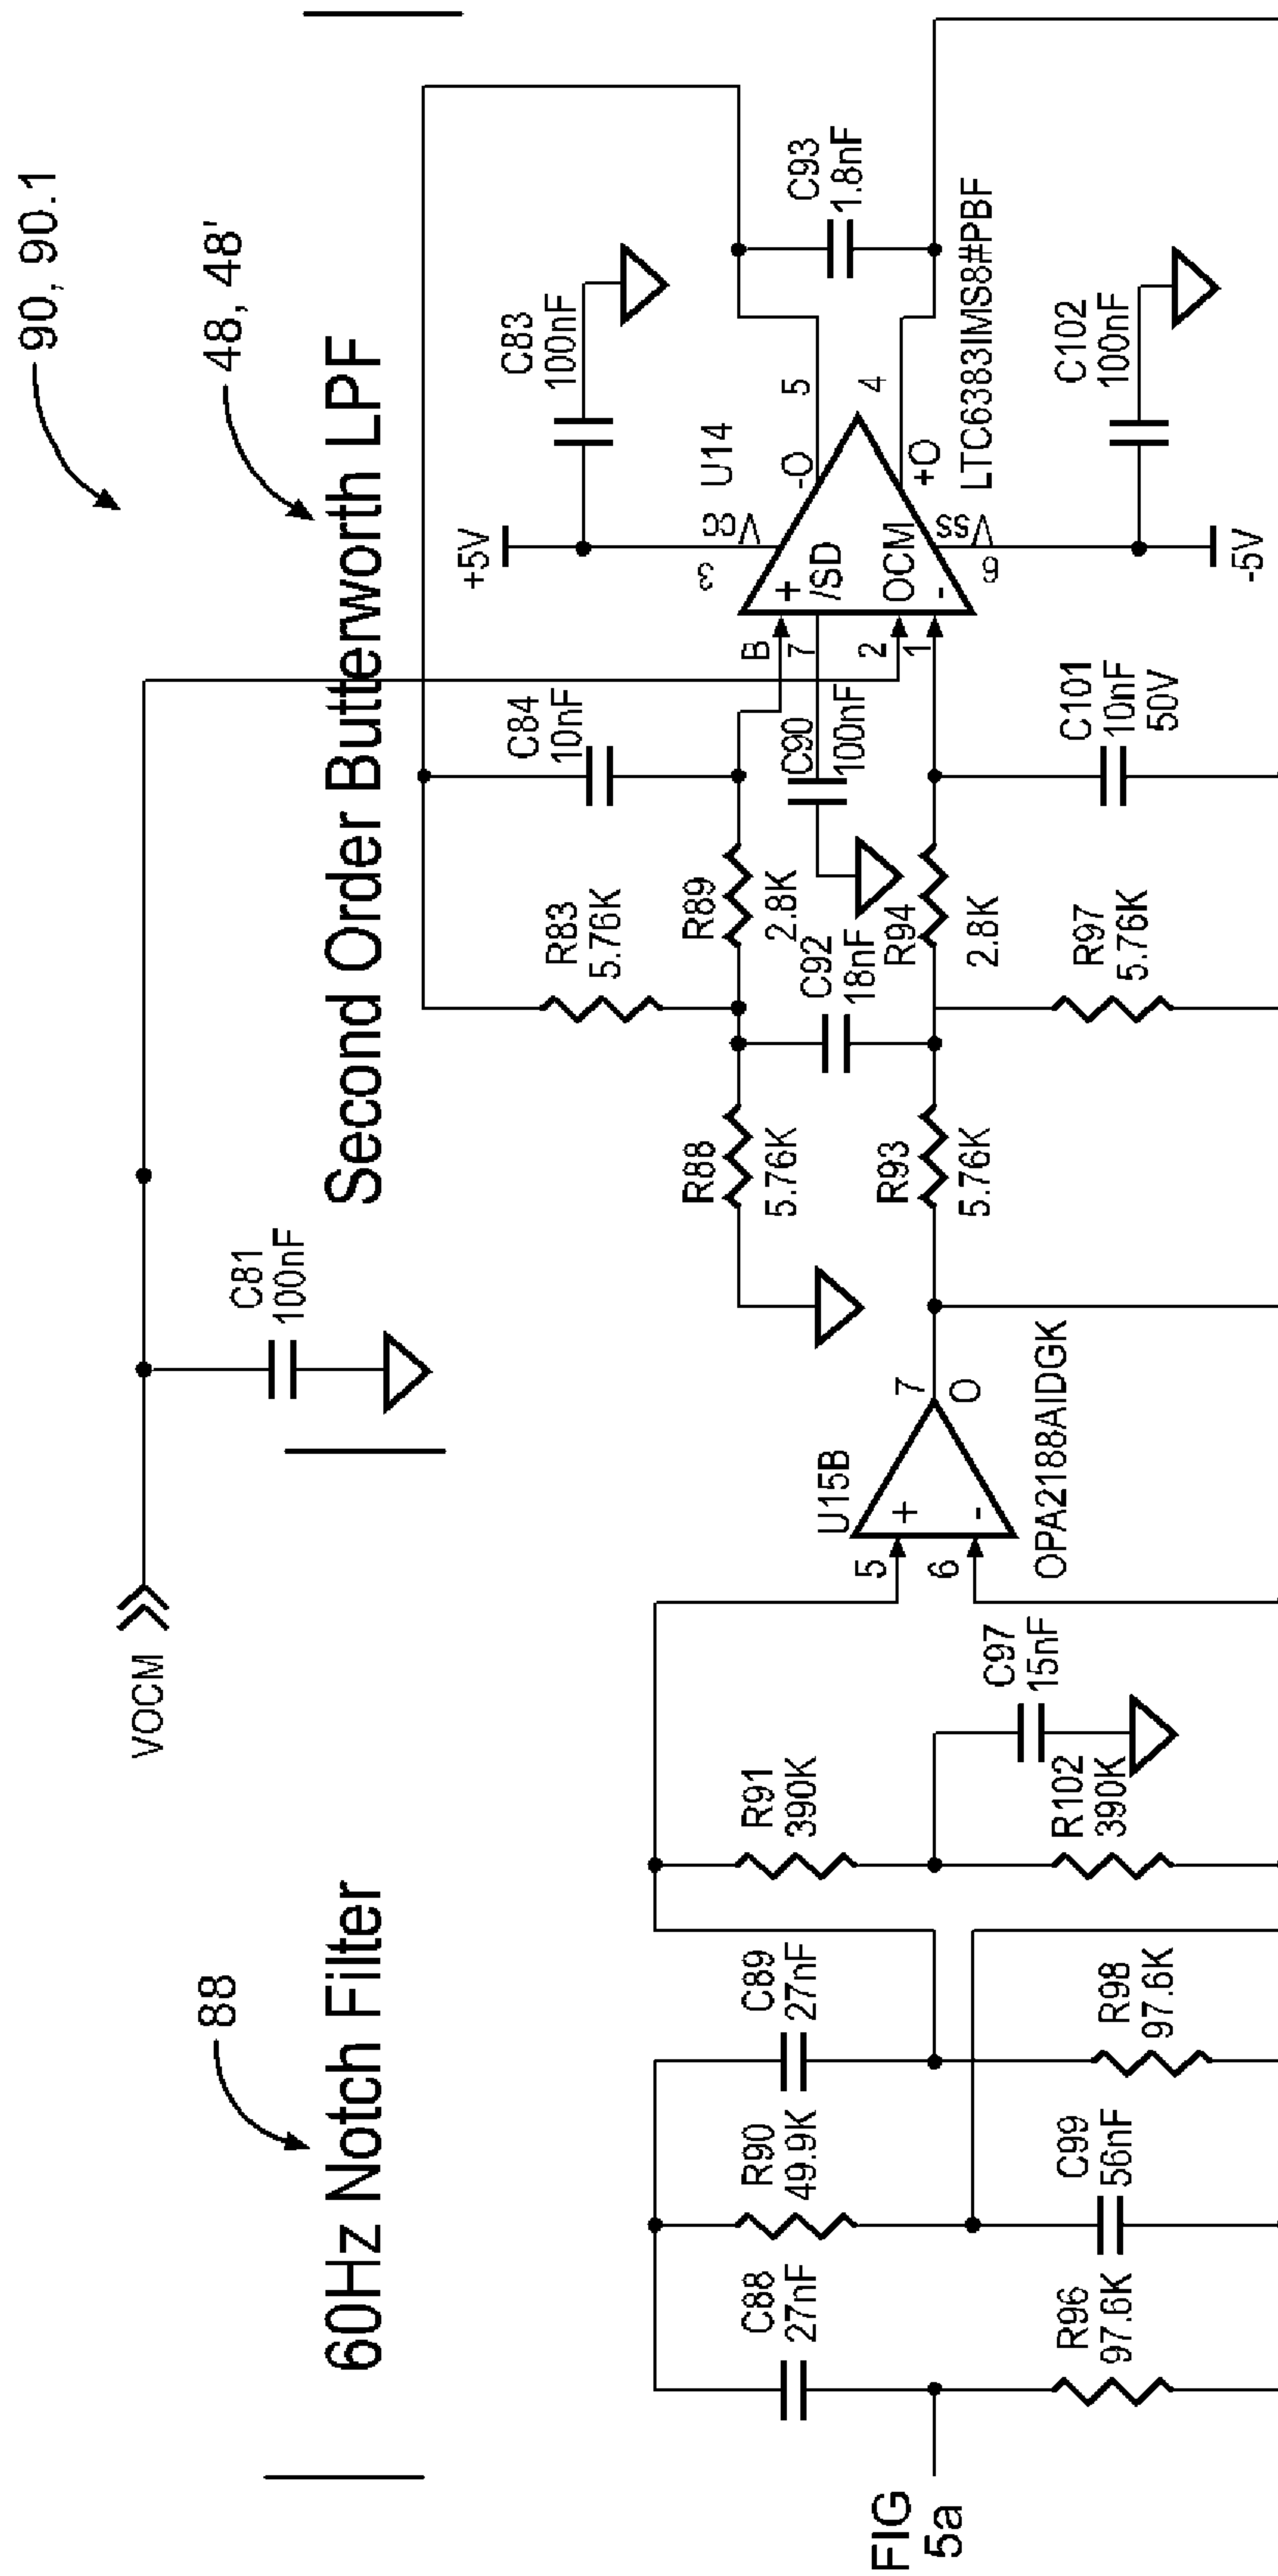 90, 90.1
48, 48'
88
60Hz Notch Filter
Second Order Butterworth LPF
VOCM
C81
100nF
+5V
C83
100nF
C84
10nF
R83
5.76K
R88
5.76K
R89
2.8K
C92
18nF
C90
100nF
R93
5.76K
R94
2.8K
R97
5.76K
C101
10nF
50V
B
7
2
1
+
/SD
OCM
-
3
Vcc
6
Vss
U14
-O
+O
5
4
LTC6383IMS8#PBF
C93
1.8nF
C102
100nF
-5V
FIG
5a
C88
27nF
R90
49.9K
C89
27nF
R96
97.6K
C99
56nF
R98
97.6K
R91
390K
R102
390K
C97
15nF
U15B
5
6
+
-
7
O
OPA2188AIDGK